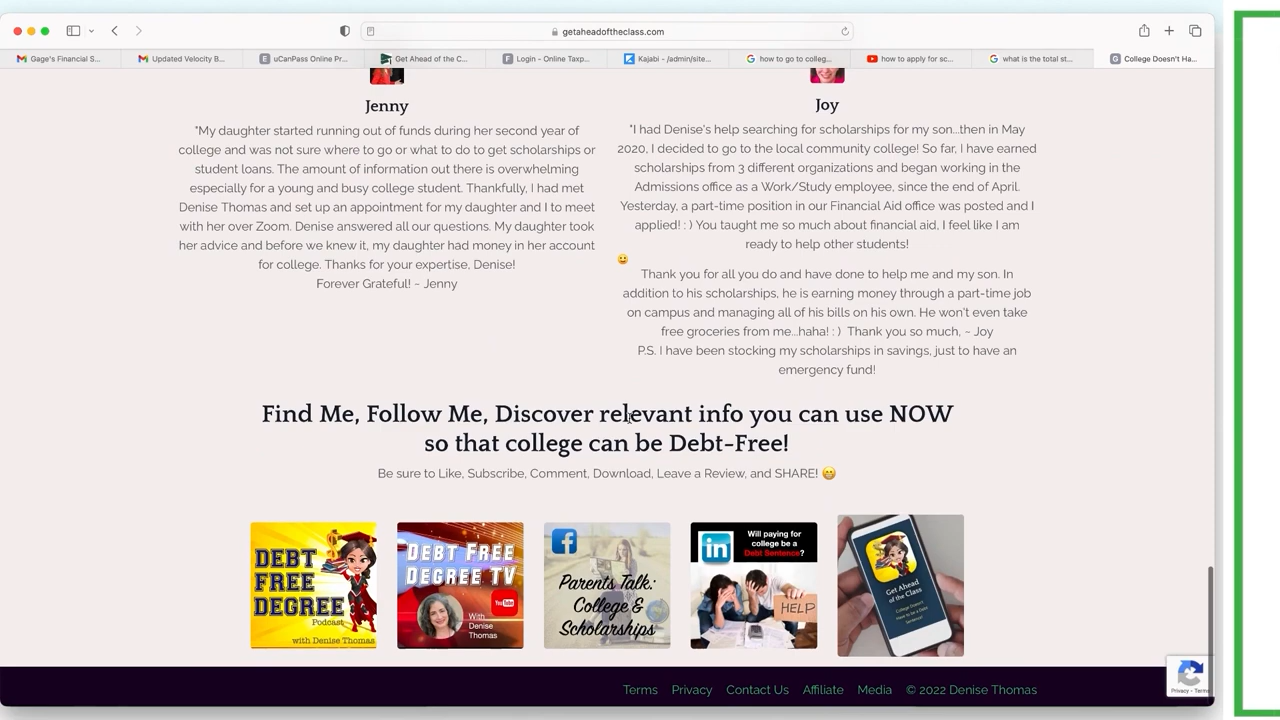 getaheadoftheclass.com
Gage's Financial S...
Updated Velocity B...
uCanPass Online Pr...
Get Ahead of the C...
Login - Online Taxp...
Kajabi - /admin/site...
how to go to colleg...
how to apply for sc...
what is the total st...
College Doesn't Ha...
Jenny
"My daughter started running out of funds during her second year of
college and was not sure where to go or what to do to get scholarships or
student loans. The amount of information out there is overwhelming
especially for a young and busy college student. Thankfully, I had met
Denise Thomas and set up an appointment for my daughter and I to meet
with her over Zoom. Denise answered all our questions. My daughter took
her advice and before we knew it, my daughter had money in her account
for college. Thanks for your expertise, Denise!
Forever Grateful! ~ Jenny
Joy
"I had Denise's help searching for scholarships for my son...then in May
2020, I decided to go to the local community college! So far, I have earned
scholarships from 3 different organizations and began working in the
Admissions office as a Work/Study employee, since the end of April.
Yesterday, a part-time position in our Financial Aid office was posted and I
applied! : ) You taught me so much about financial aid, I feel like I am
ready to help other students!
😀
Thank you for all you do and have done to help me and my son. In
addition to his scholarships, he is earning money through a part-time job
on campus and managing all of his bills on his own. He won't even take
free groceries from me...haha! : ) Thank you so much, ~ Joy
P.S. I have been stocking my scholarships in savings, just to have an
emergency fund!
Find Me, Follow Me, Discover relevant info you can use NOW
so that college can be Debt-Free!
Be sure to Like, Subscribe, Comment, Download, Leave a Review, and SHARE! 😁
DEBT
FREE
DEGREE
Podcast
with Denise Thomas
DEBT FREE
DEGREE TV
YouTube
With
Denise
Thomas
f
Parents Talk:
College &
Scholarships
in
Will paying for
college be a
Debt Sentence?
HELP
Get Ahead
of the Class
College Doesn't
Have to be a Debt
Sentence!
Terms
Privacy
Contact Us
Affiliate
Media
© 2022 Denise Thomas
Privacy - Terms